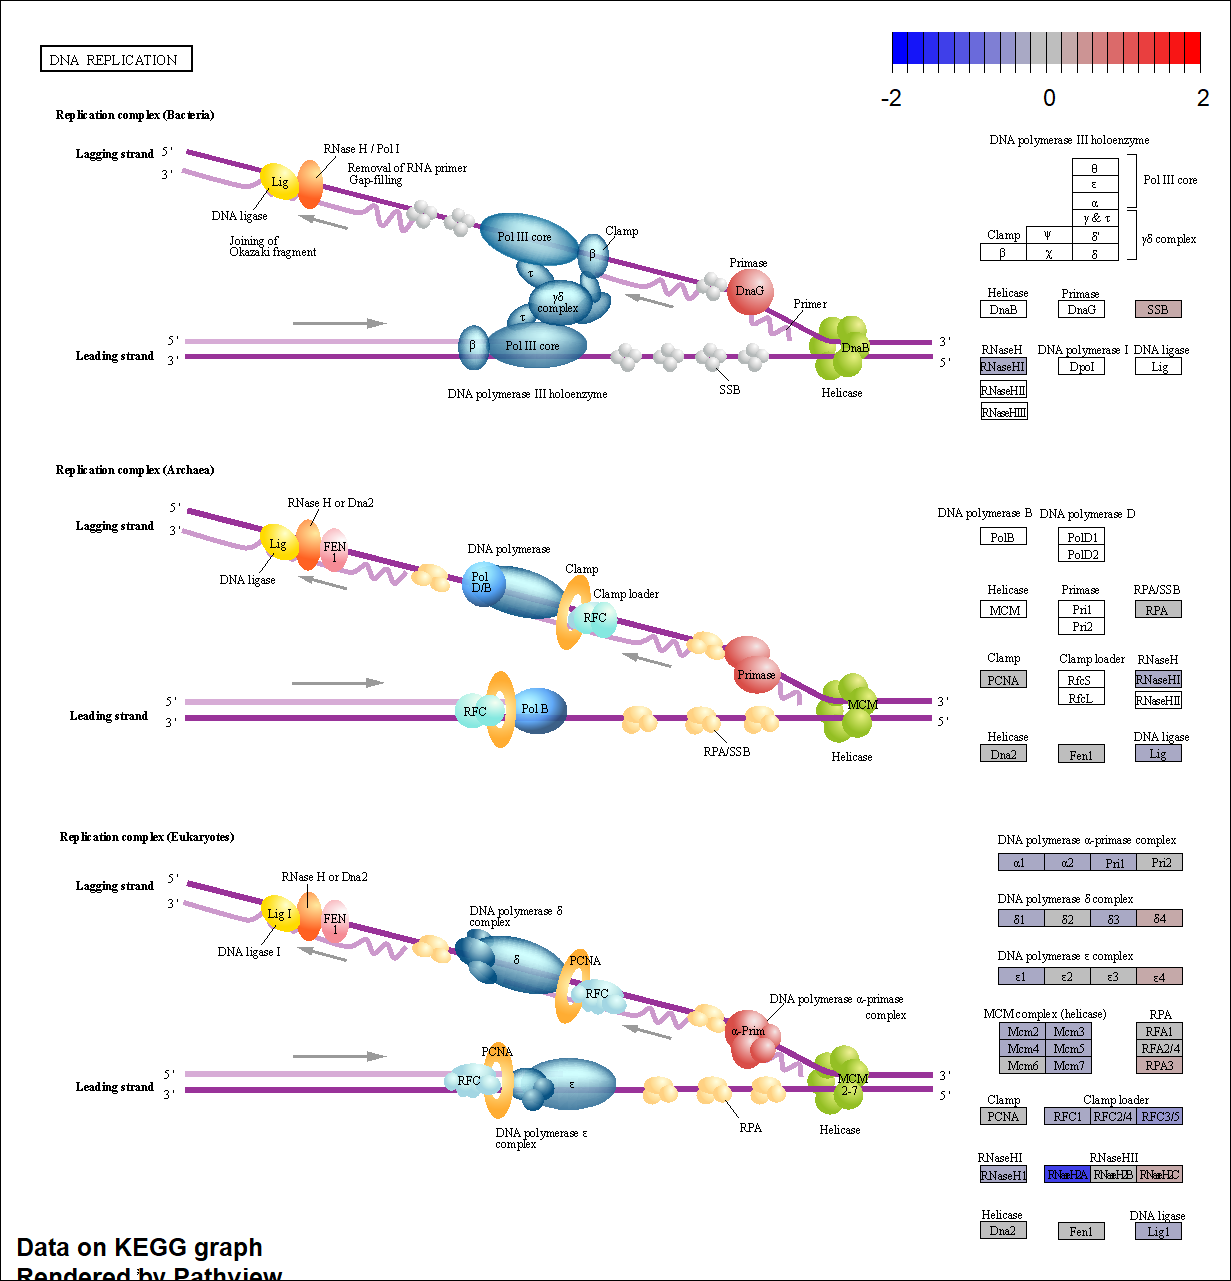 DNA REPLICATION
-2 0 2
Replication complex (Bacteria)
Lagging strand 5' 3'
RNase H / Pol I
Removal of RNA primer
Gap-filling
Lig
DNA ligase
Joining of
Okazaki fragment
Pol III core
Clamp
β
τ
γδ
complex
τ
Primase
DnaG
Primer
β
Pol III core
DnaB
Leading strand 5' 3'
3'
5'
SSB
Helicase
DNA polymerase III holoenzyme
DNA polymerase III holoenzyme
θ
ε
α
Pol III core
γ & τ
Clamp ψ δ'
β χ δ
γδ complex
Helicase Primase
DnaB DnaG SSB
RNaseH DNA polymerase I DNA ligase
RNaseHI DpoI Lig
RNaseHII
RNaseHIII
Replication complex (Archaea)
Lagging strand 5' 3'
RNase H or Dna2
Lig
FEN
1
DNA ligase
DNA polymerase
Pol
D/B
Clamp
Clamp loader
RFC
Primase
MCM
Leading strand 5' 3'
RFC
Pol B
3'
5'
RPA/SSB
Helicase
DNA polymerase B DNA polymerase D
PolB PolD1
PolD2
Helicase Primase RPA/SSB
MCM Pri1 RPA
Pri2
Clamp Clamp loader RNaseH
PCNA RfcS RNaseHI
RfcL RNaseHII
Helicase DNA ligase
Dna2 Fen1 Lig
Replication complex (Eukaryotes)
Lagging strand 5' 3'
RNase H or Dna2
Lig I
FEN
1
DNA ligase I
DNA polymerase δ
complex
δ
PCNA
RFC
DNA polymerase α-primase
complex
α-Prim
MCM
2-7
Leading strand 5' 3'
PCNA
RFC
ε
3'
5'
RPA
Helicase
DNA polymerase ε
complex
DNA polymerase α-primase complex
α1 α2 Pri1 Pri2
DNA polymerase δ complex
δ1 δ2 δ3 δ4
DNA polymerase ε complex
ε1 ε2 ε3 ε4
MCM complex (helicase) RPA
Mcm2 Mcm3 RFA1
Mcm4 Mcm5 RFA2/4
Mcm6 Mcm7 RPA3
Clamp Clamp loader
PCNA RFC1 RFC2/4 RFC3/5
RNaseHI RNaseHII
RNaseH1 RNaseH2A RNaseH2B RNaseH2C
Helicase DNA ligase
Dna2 Fen1 Lig1
Data on KEGG graph
Rendered by Pathview